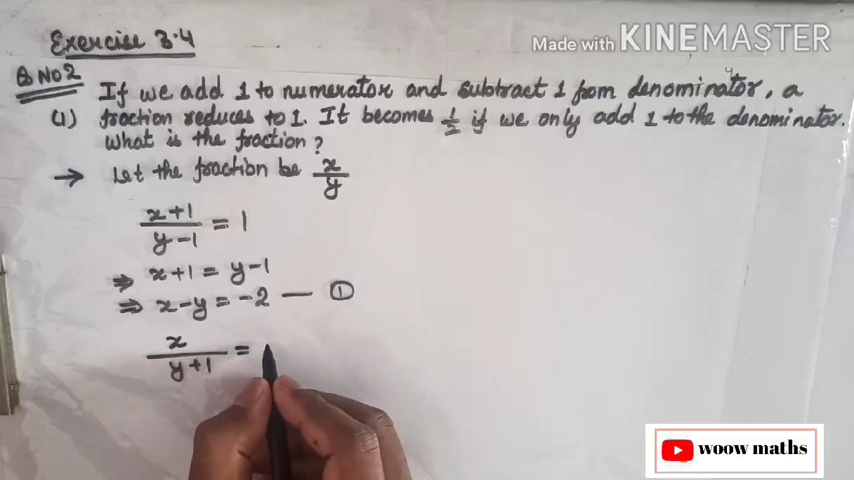 Exercise 3.4
Made with KINEMASTER
Q No 2
If we add 1 to numerator and subtract 1 from denominator, a
(1) fraction reduces to 1. It becomes 1/2 if we only add 1 to the denominator.
What is the fraction?
→ Let the fraction be x/y
x+1/y-1 = 1
⇒ x+1 = y-1
⇒ x-y = -2 — ①
x/y+1 =
woow maths